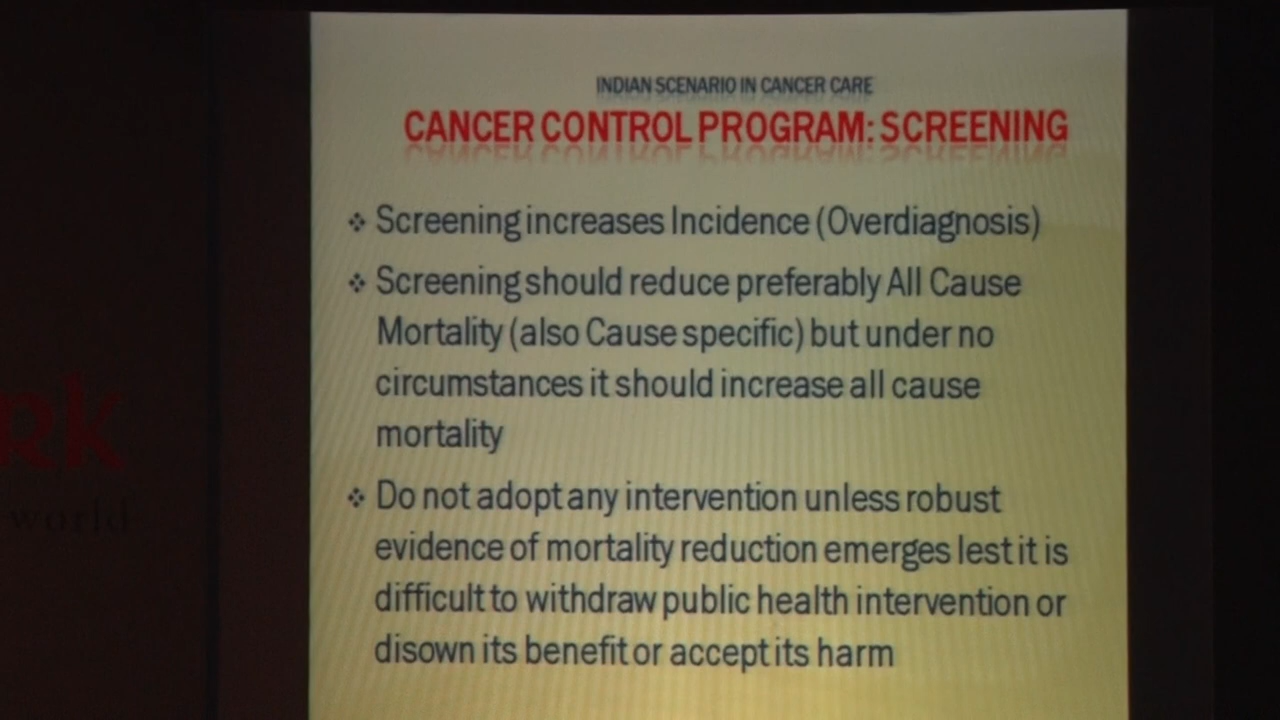 INDIAN SCENARIO IN CANCER CARE
CANCER CONTROL PROGRAM: SCREENING
❖ Screening increases Incidence (Overdiagnosis)
❖ Screening should reduce preferably All Cause
Mortality (also Cause specific) but under no
circumstances it should increase all cause
mortality
❖ Do not adopt any intervention unless robust
evidence of mortality reduction emerges lest it is
difficult to withdraw public health intervention or
disown its benefit or accept its harm
Rk
world